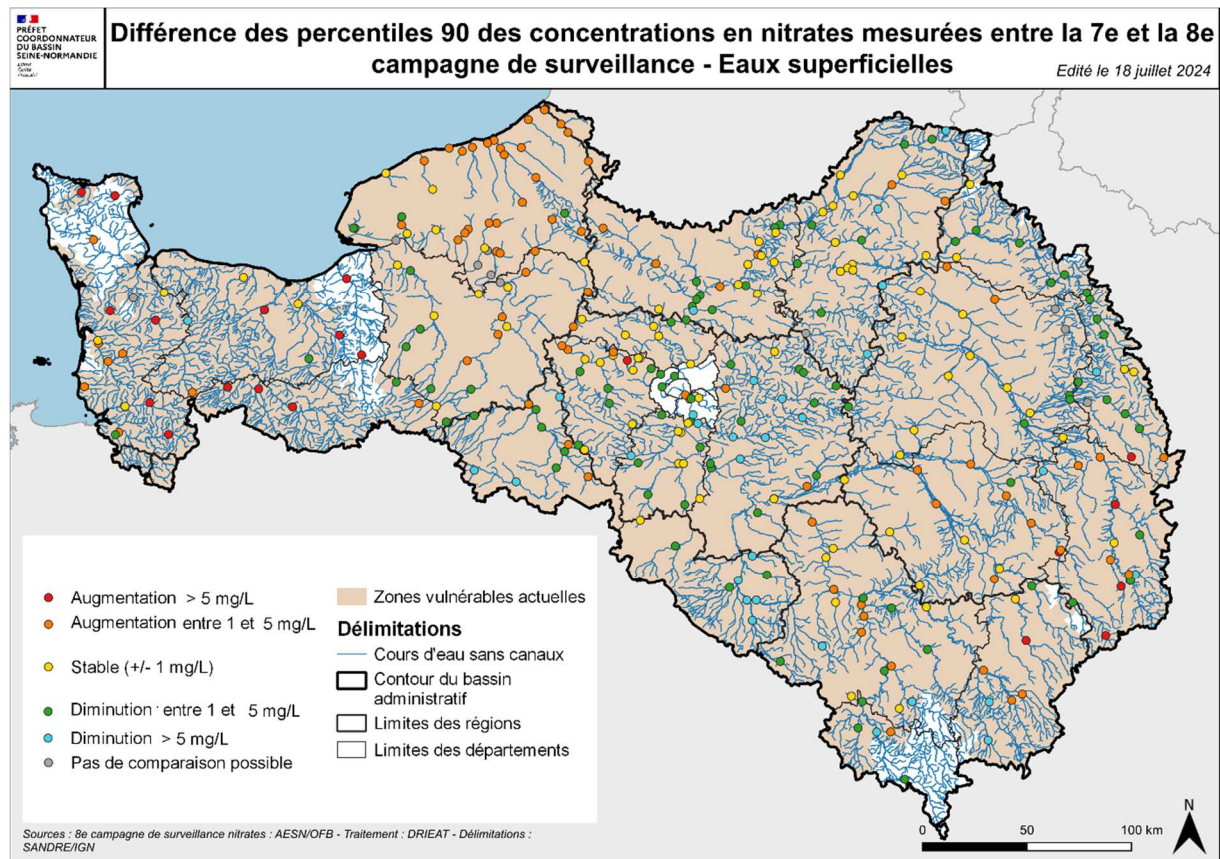 PRÉFET
COORDONNATEUR
DU BASSIN
SEINE-NORMANDIE
Différence des percentiles 90 des concentrations en nitrates mesurées entre la 7e et la 8e
campagne de surveillance - Eaux superficielles
Edité le 18 juillet 2024
Augmentation > 5 mg/L
Augmentation entre 1 et 5 mg/L
Stable (+/- 1 mg/L)
Diminution entre 1 et 5 mg/L
Diminution > 5 mg/L
Pas de comparaison possible
Zones vulnérables actuelles
Délimitations
Cours d'eau sans canaux
Contour du bassin
administratif
Limites des régions
Limites des départements
Sources : 8e campagne de surveillance nitrates : AESN/OFB - Traitement : DRIEAT - Délimitations :
SANDRE/IGN
0 50 100 km
N